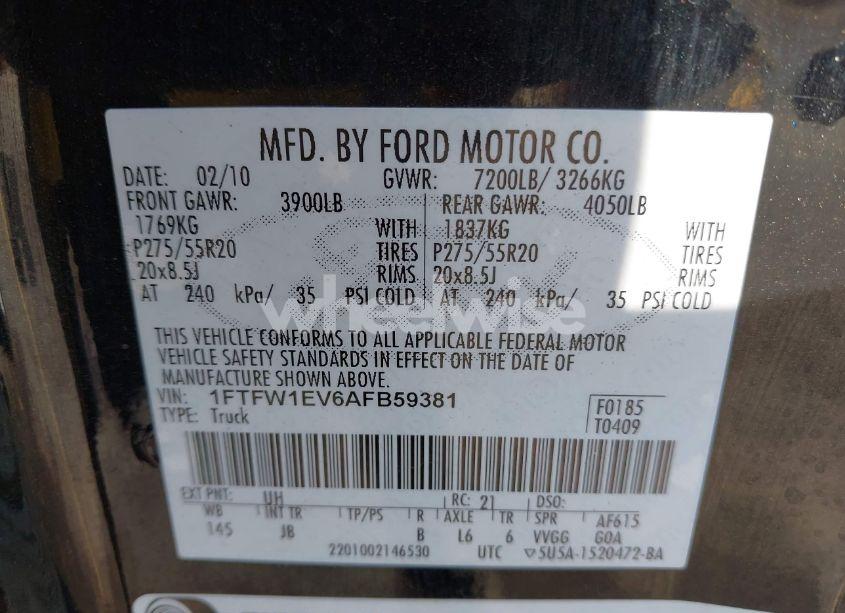 MFD. BY FORD MOTOR CO.
DATE: 02/10 GVWR: 7200LB/ 3266KG
FRONT GAWR: 3900LB REAR GAWR: 4050LB
1769KG WITH 1837KG WITH
P275/55R20 TIRES P275/55R20 TIRES
20x8.5J RIMS 20x8.5J RIMS
AT 240 kPa/ 35 PSI COLD AT 240 kPa/ 35 PSI COLD
wheelwise
THIS VEHICLE CONFORMS TO ALL APPLICABLE FEDERAL MOTOR
VEHICLE SAFETY STANDARDS IN EFFECT ON THE DATE OF
MANUFACTURE SHOWN ABOVE.
VIN: 1FTFW1EV6AFB59381 F0185
TYPE: Truck T0409
EXT PNT: UH RC: 21 DSO:
WB INT TR TP/PS R AXLE TR SPR AF615
145 JB B L6 6 VVGG GOA
2201002146530 UTC ▽5U5A-1520472-BA